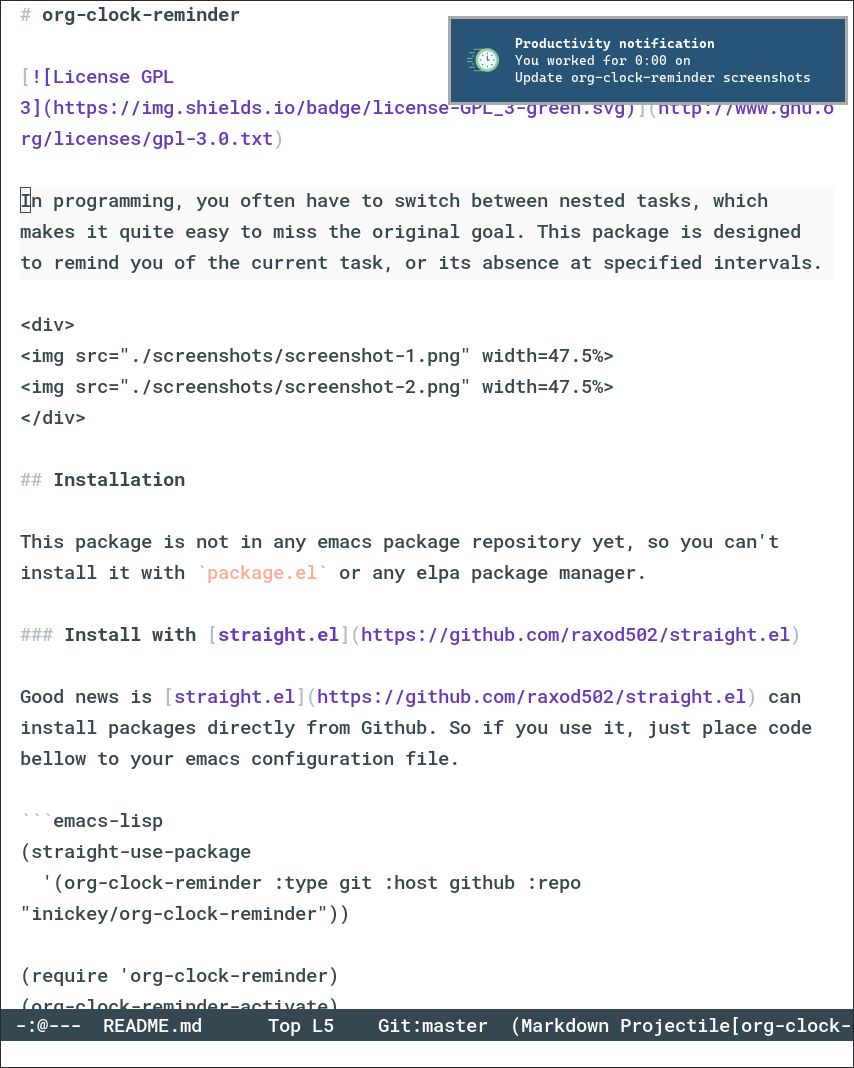 # org-clock-reminder
Productivity notification
You worked for 0:00 on
Update org-clock-reminder screenshots
[![License GPL
3](https://img.shields.io/badge/license-GPL_3-green.svg)](http://www.gnu.o
rg/licenses/gpl-3.0.txt)
In programming, you often have to switch between nested tasks, which
makes it quite easy to miss the original goal. This package is designed
to remind you of the current task, or its absence at specified intervals.
<div>
<img src="./screenshots/screenshot-1.png" width=47.5%>
<img src="./screenshots/screenshot-2.png" width=47.5%>
</div>
## Installation
This package is not in any emacs package repository yet, so you can't
install it with `package.el` or any elpa package manager.
### Install with [straight.el](https://github.com/raxod502/straight.el)
Good news is [straight.el](https://github.com/raxod502/straight.el) can
install packages directly from Github. So if you use it, just place code
bellow to your emacs configuration file.
```emacs-lisp
(straight-use-package
'(org-clock-reminder :type git :host github :repo
"inickey/org-clock-reminder"))
(require 'org-clock-reminder)
(org-clock-reminder-activate)
-:@--- README.md Top L5 Git:master (Markdown Projectile[org-clock-